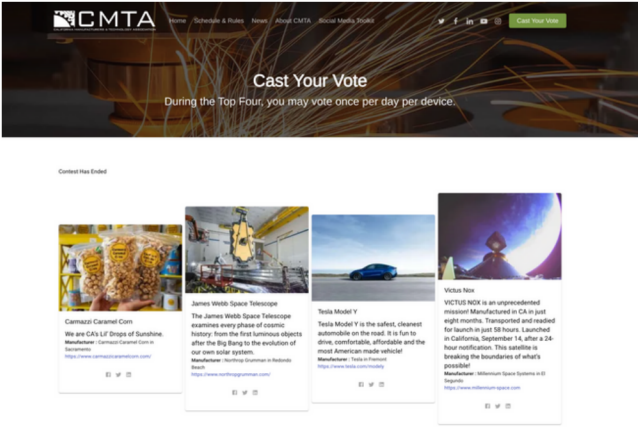 CMTA
CALIFORNIA MANUFACTURERS & TECHNOLOGY ASSOCIATION
Home Schedule & Rules News About CMTA Social Media Toolkit
Cast Your Vote
Cast Your Vote
During the Top Four, you may vote once per day per device.
Contest Has Ended
Carmazzi Caramel Corn
We are CA's Lil' Drops of Sunshine.
Manufacturer : Carmazzi Caramel Corn in
Sacramento
https://www.carmazzicaramelcorn.com/
James Webb Space Telescope
The James Webb Space Telescope
examines every phase of cosmic
history: from the first luminous objects
after the Big Bang to the evolution of
our own solar system.
Manufacturer : Northrop Grumman in Redondo
Beach
https://www.northropgrumman.com/
Tesla Model Y
Tesla Model Y is the safest, cleanest
automobile on the road. It is fun to
drive, comfortable, affordable and the
most American made vehicle!
Manufacturer : Tesla in Fremont
https://www.tesla.com/modely
Victus Nox
VICTUS NOX is an unprecedented
mission! Manufactured in CA in just
eight months. Transported and readied
for launch in just 58 hours. Launched
in California, September 14, after a 24-
hour notification. This satellite is
breaking the boundaries of what's
possible!
Manufacturer : Millennium Space Systems in El
Segundo
https://www.millennium-space.com